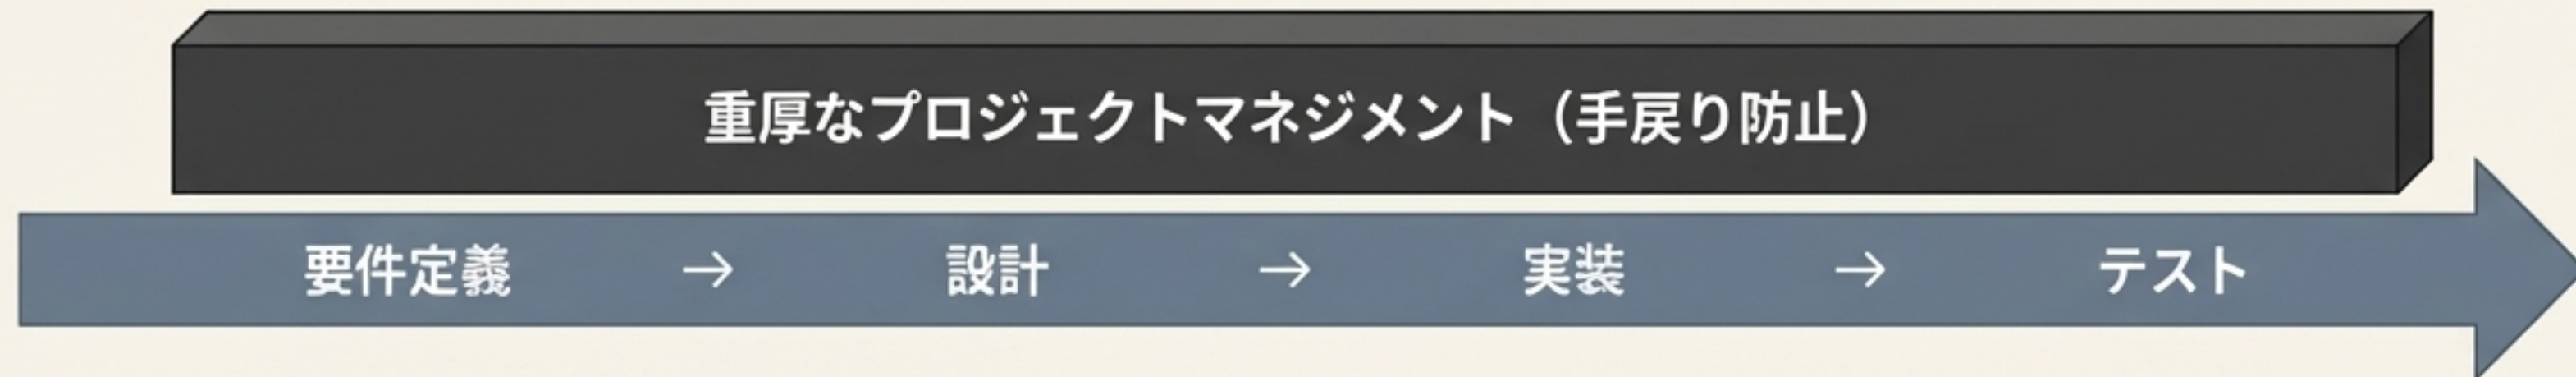 重厚なプロジェクトマネジメント（手戻り防止）
要件定義 → 設計 → 実装 → テスト